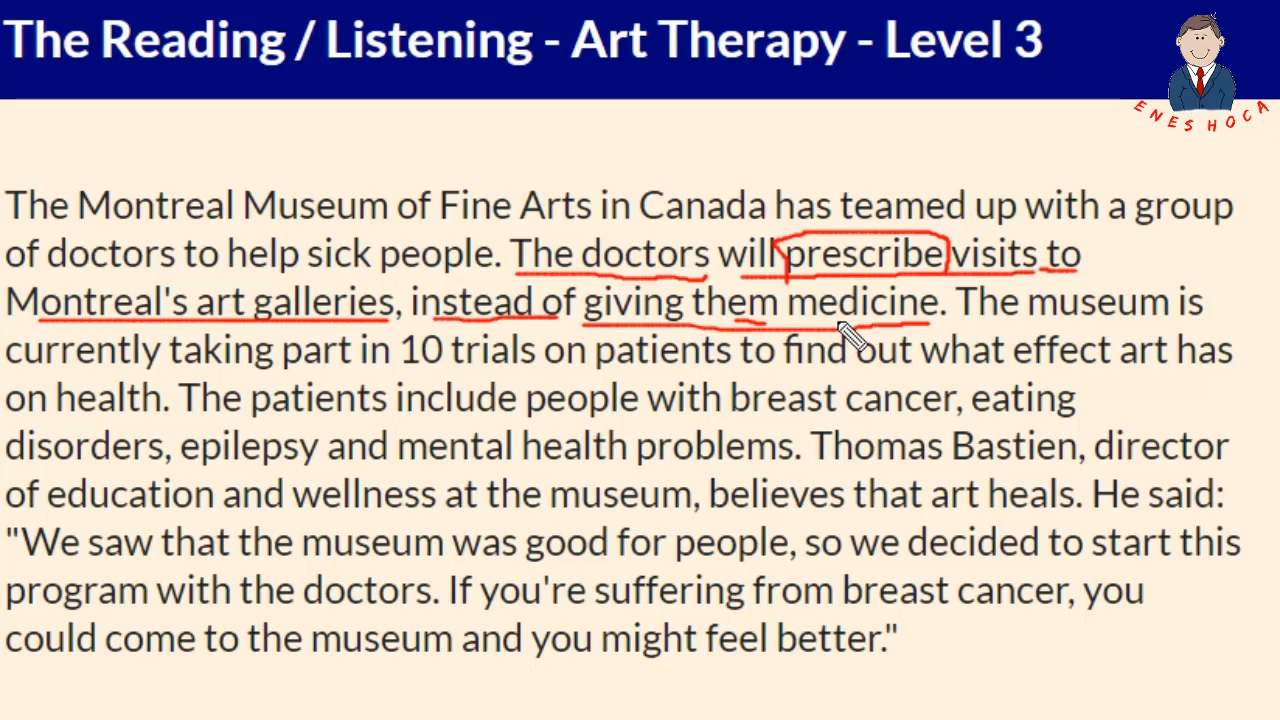 The Reading / Listening - Art Therapy - Level 3
ENES HOCA
The Montreal Museum of Fine Arts in Canada has teamed up with a group
of doctors to help sick people. The doctors will prescribe visits to
Montreal's art galleries, instead of giving them medicine. The museum is
currently taking part in 10 trials on patients to find out what effect art has
on health. The patients include people with breast cancer, eating
disorders, epilepsy and mental health problems. Thomas Bastien, director
of education and wellness at the museum, believes that art heals. He said:
"We saw that the museum was good for people, so we decided to start this
program with the doctors. If you're suffering from breast cancer, you
could come to the museum and you might feel better."